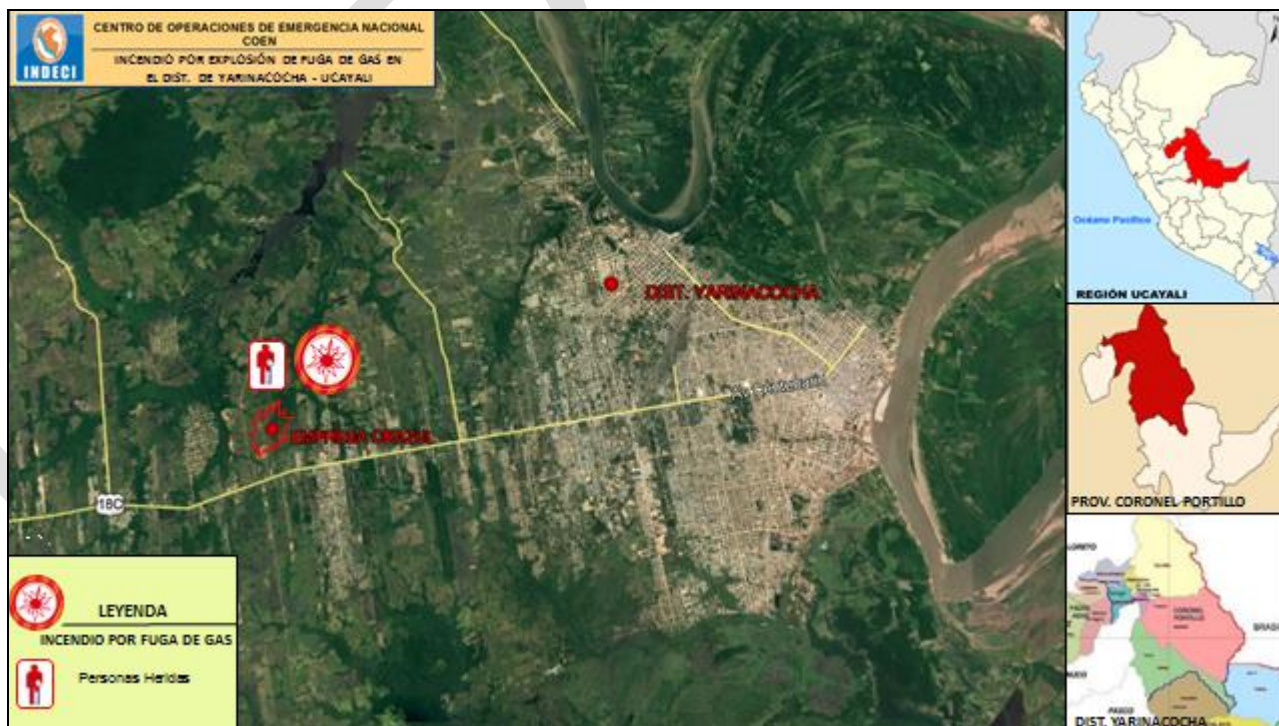 CENTRO DE OPERACIONES DE EMERGENCIA NACIONAL
COEN
INCENDIO POR EXPLOSIÓN DE FUGA DE GAS EN
EL DIST. DE YARINACOCHA - UCAYALI
INDECI
DIST. YARINACOCHA
EMPRESA
18C
LEYENDA
INCENDIO POR FUGA DE GAS
Personas Heridas
Océano Pacífico
REGIÓN UCAYALI
PROV. CORONEL PORTILLO
LORETO
CORONEL
PORTILLO
BRASIL
PASCO
DIST. YARINACOCHA